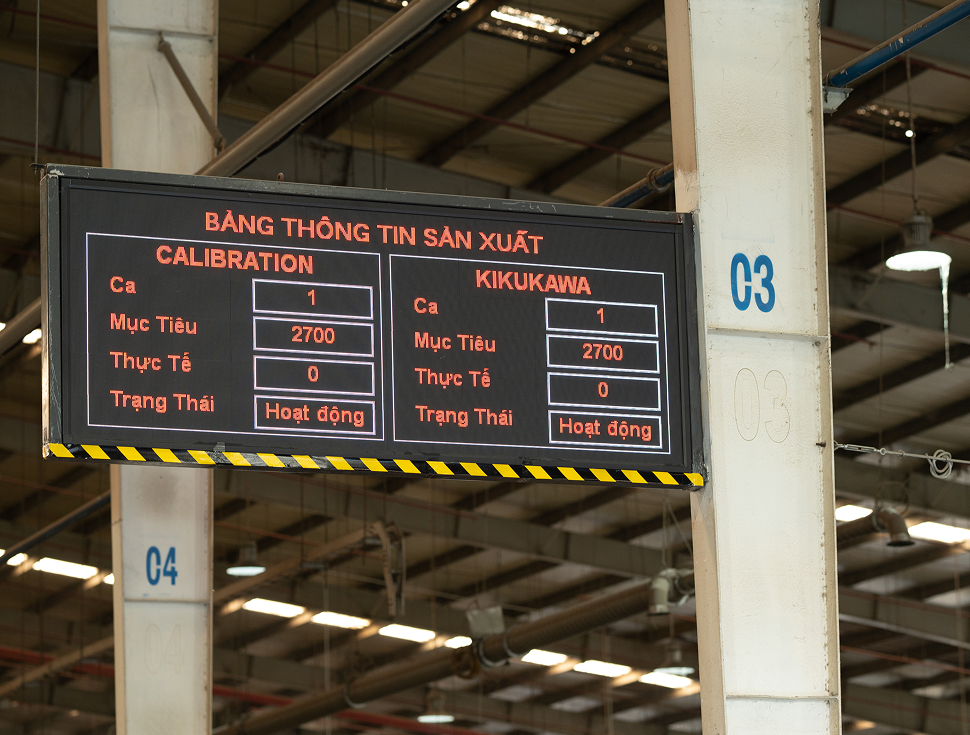 BẢNG THÔNG TIN SẢN XUẤT
CALIBRATION
Ca 1
Mục Tiêu 2700
Thực Tế 0
Trạng Thái Hoạt động
KIKUKAWA
Ca 1
Mục Tiêu 2700
Thực Tế 0
Trạng Thái Hoạt động
03
03
04
04